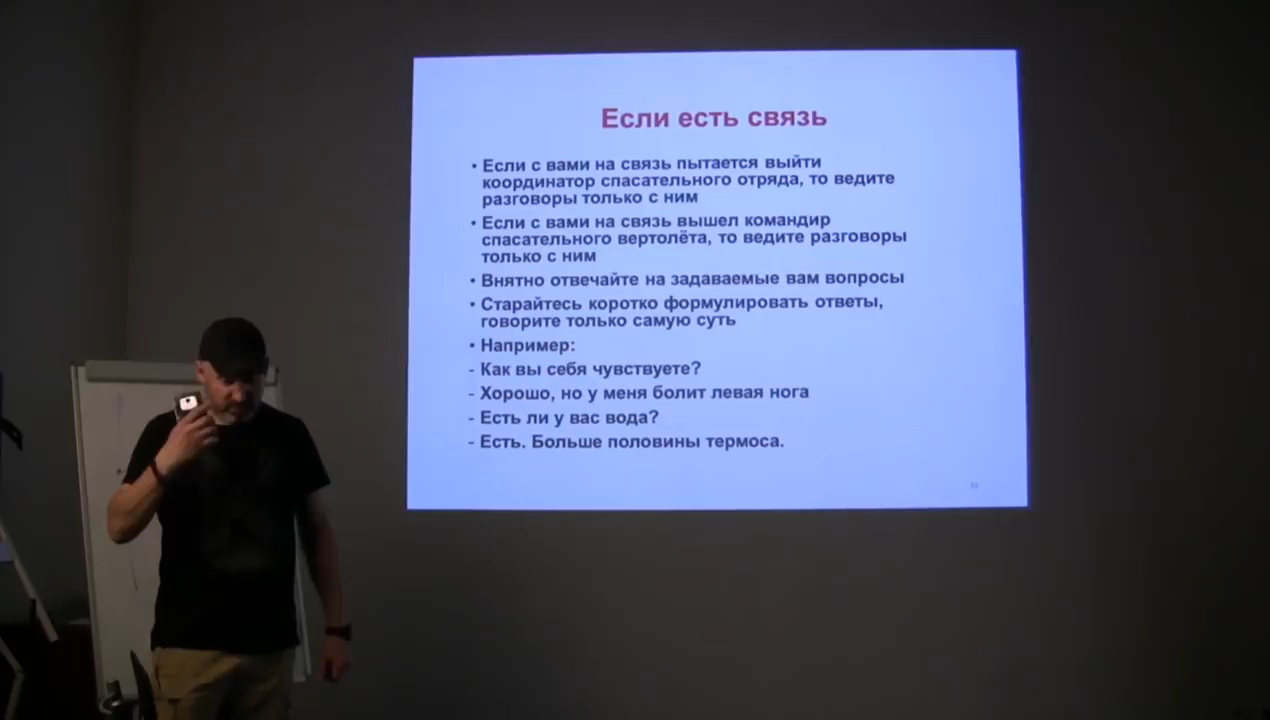 Если есть связь
• Если с вами на связь пытается выйти
координатор спасательного отряда, то ведите
разговоры только с ним
• Если с вами на связь вышел командир
спасательного вертолёта, то ведите разговоры
только с ним
• Внятно отвечайте на задаваемые вам вопросы
• Старайтесь коротко формулировать ответы,
говорите только самую суть
• Например:
- Как вы себя чувствуете?
- Хорошо, но у меня болит левая нога
- Есть ли у вас вода?
- Есть. Больше половины термоса.